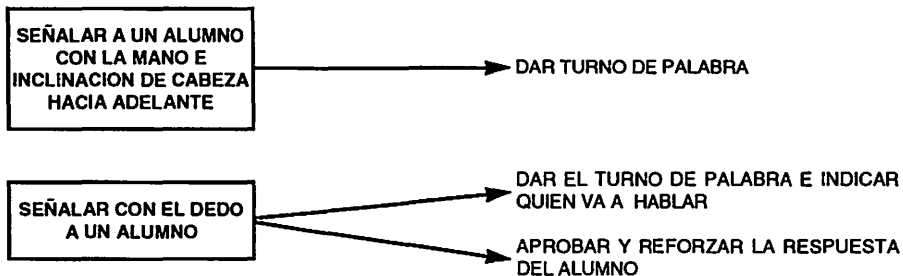 SEÑALAR A UN ALUMNO
CON LA MANO E
INCLINACION DE CABEZA
HACIA ADELANTE
DAR TURNO DE PALABRA
SEÑALAR CON EL DEDO
A UN ALUMNO
DAR EL TURNO DE PALABRA E INDICAR
QUIEN VA A HABLAR
APROBAR Y REFORZAR LA RESPUESTA
DEL ALUMNO